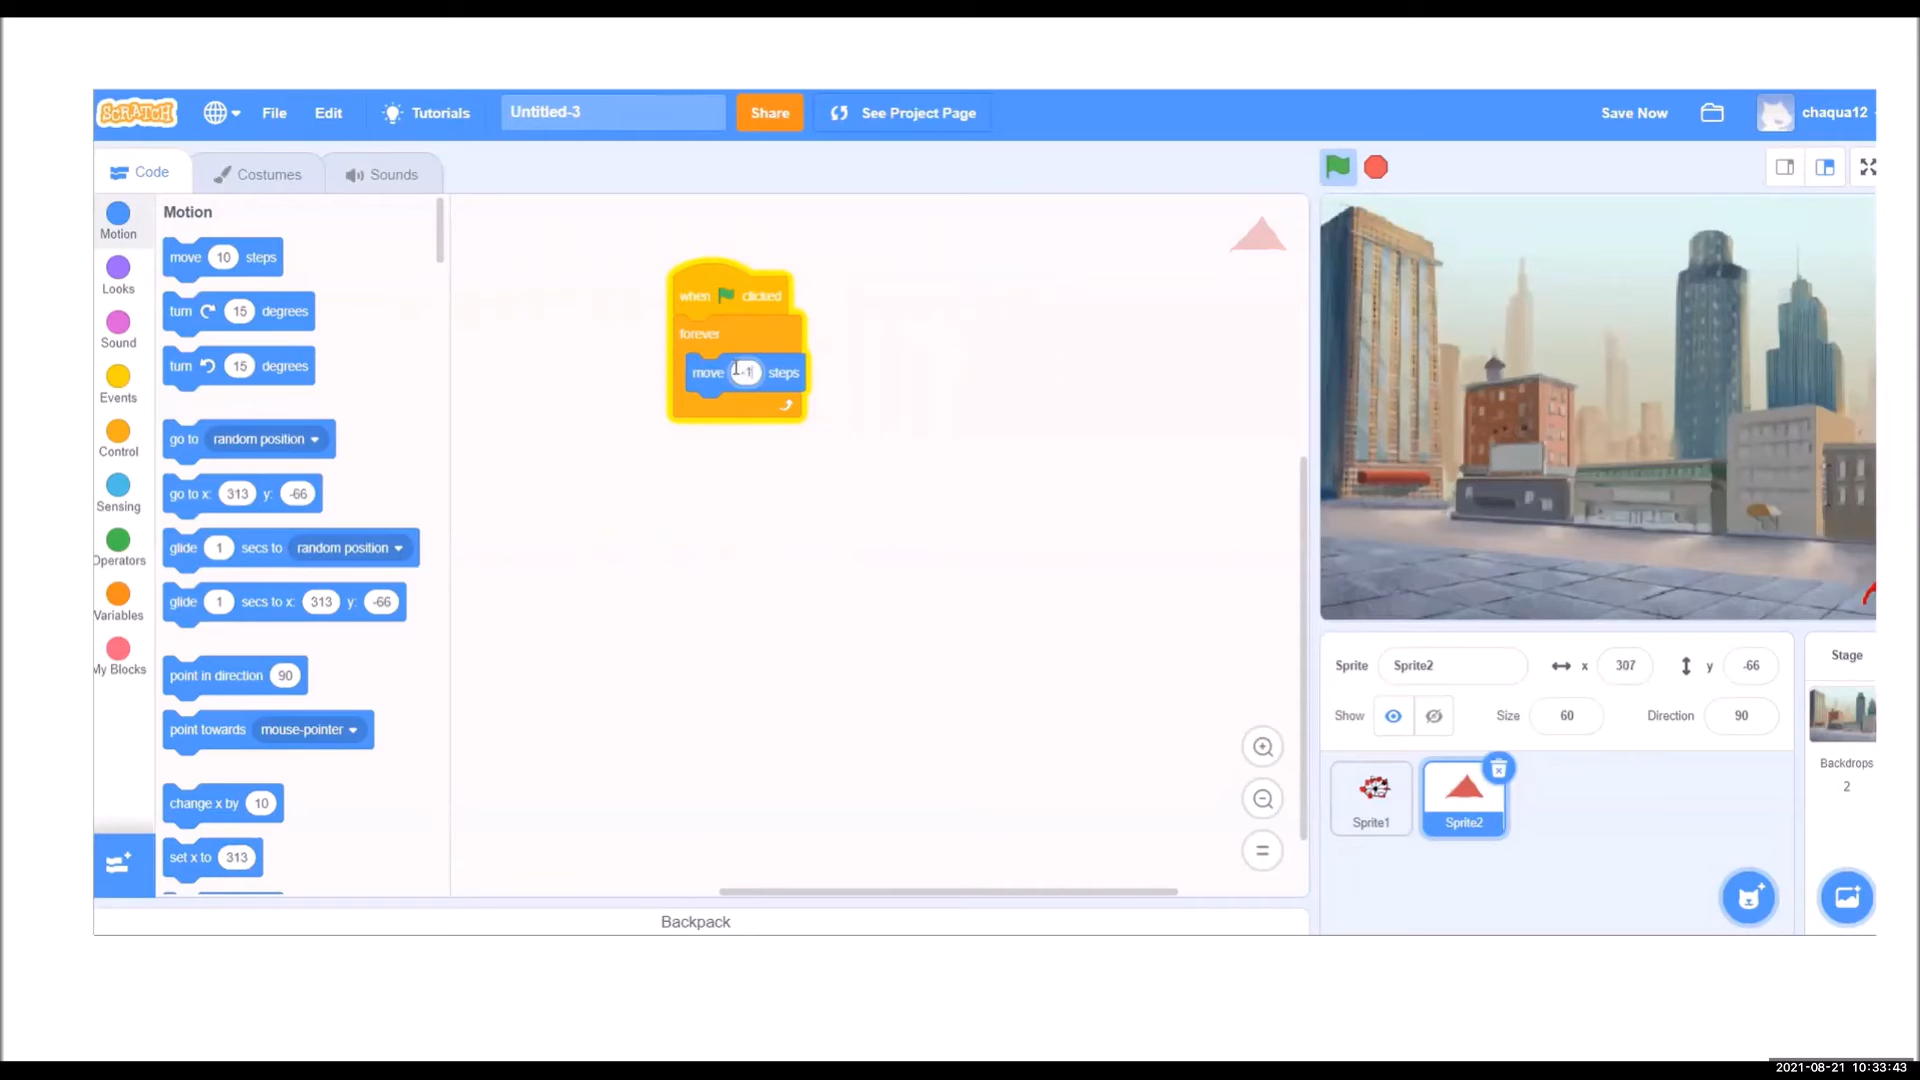 SCRATCH File Edit Tutorials Untitled-3 Share See Project Page Save Now chaqua12
Code Costumes Sounds
Motion
Looks
Sound
Events
Control
Sensing
Operators
Variables
My Blocks
Motion
move 10 steps
turn 15 degrees
turn 15 degrees
go to random position
go to x: 313 y: -66
glide 1 secs to random position
glide 1 secs to x: 313 y: -66
point in direction 90
point towards mouse-pointer
change x by 10
set x to 313
when clicked
forever
move -1 steps
Backpack
Sprite Sprite2 x 307 y -66
Show Size 60 Direction 90
Sprite1 Sprite2
Stage
Backdrops
2
2021-08-21 10:33:43